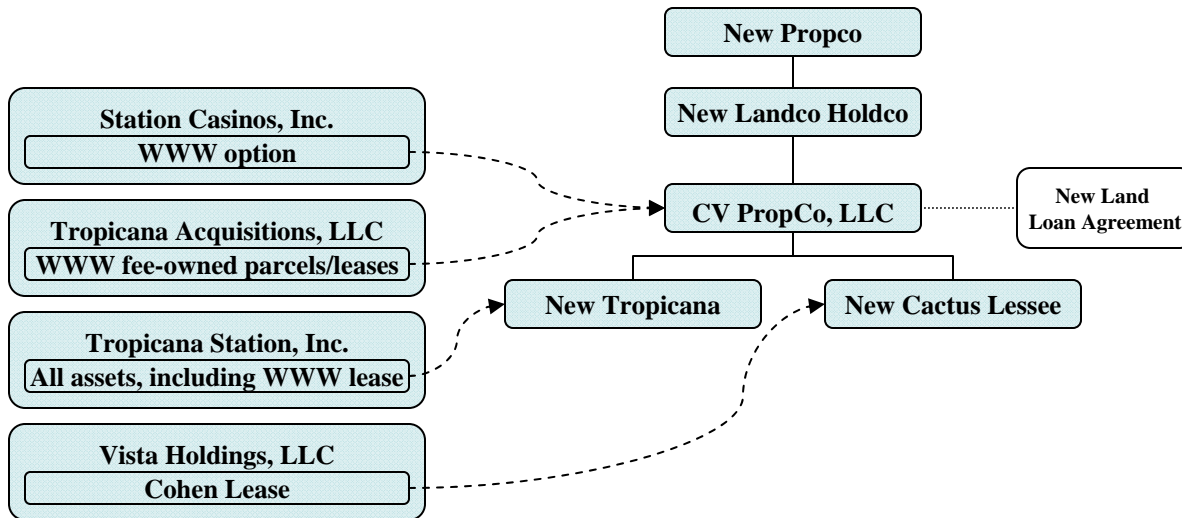 New Propco
New Landco Holdco
Station Casinos, Inc.
WWW option
CV PropCo, LLC
New Land
Loan Agreement
Tropicana Acquisitions, LLC
WWW fee-owned parcels/leases
New Tropicana
New Cactus Lessee
Tropicana Station, Inc.
All assets, including WWW lease
Vista Holdings, LLC
Cohen Lease